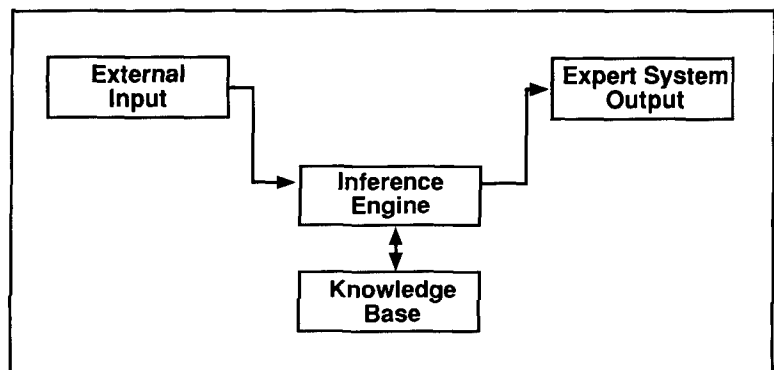 External
Input
Expert System
Output
Inference
Engine
Knowledge
Base